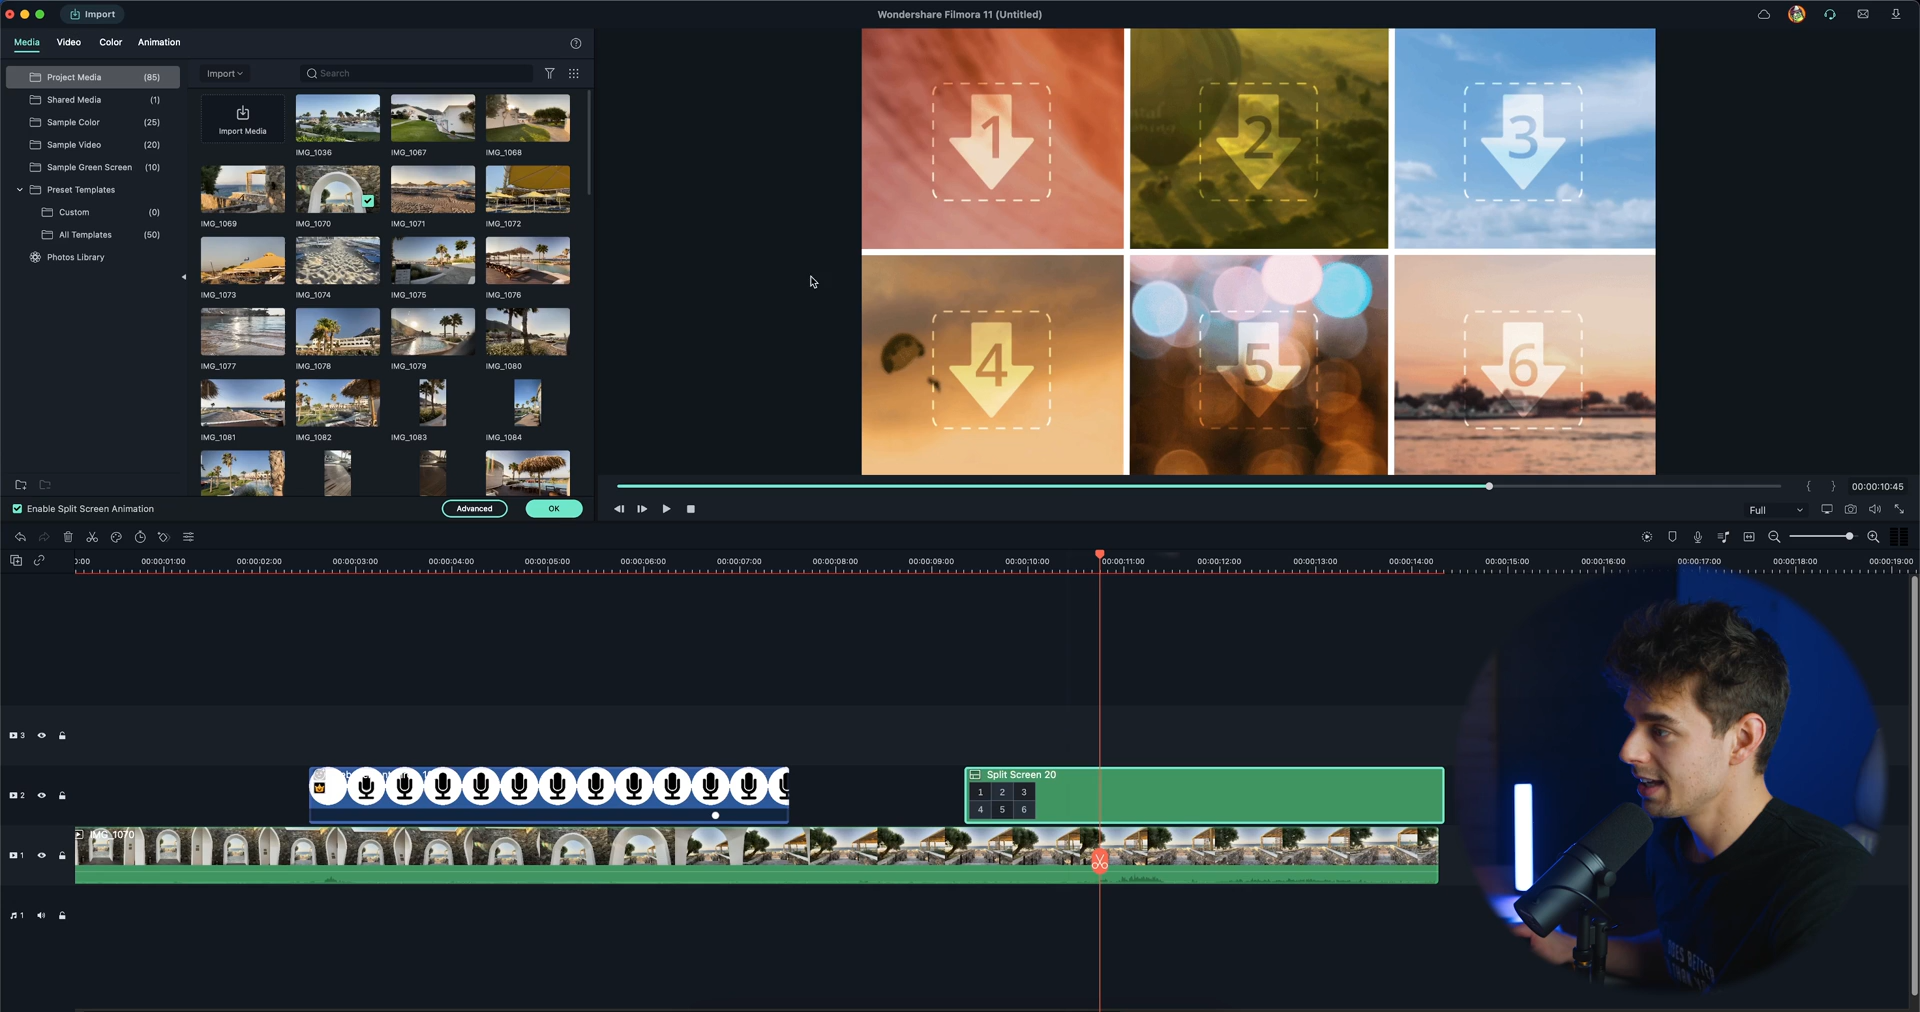 Import
Wondershare Filmora 11 (Untitled)
Media
Video
Color
Animation
Project Media (85)
Shared Media (1)
Sample Color (25)
Sample Video (20)
Sample Green Screen (10)
Preset Templates
Custom (0)
All Templates (50)
Photos Library
Import
Search
Import Media
IMG_1036
IMG_1067
IMG_1068
IMG_1069
IMG_1070
IMG_1071
IMG_1072
IMG_1073
IMG_1074
IMG_1075
IMG_1076
IMG_1077
IMG_1078
IMG_1079
IMG_1080
IMG_1081
IMG_1082
IMG_1083
IMG_1084
Enable Split Screen Animation
Advanced
OK
1
2
3
4
5
6
{ }
00:00:10:45
Full
0:00
00:00:01:00
00:00:02:00
00:00:03:00
00:00:04:00
00:00:05:00
00:00:06:00
00:00:07:00
00:00:08:00
00:00:09:00
00:00:10:00
00:00:11:00
00:00:12:00
00:00:13:00
00:00:14:00
00:00:15:00
00:00:16:00
00:00:17:00
00:00:18:00
00:00:19:00
3
2
Split Screen 20
1 2 3
4 5 6
1
IMG_1070
1